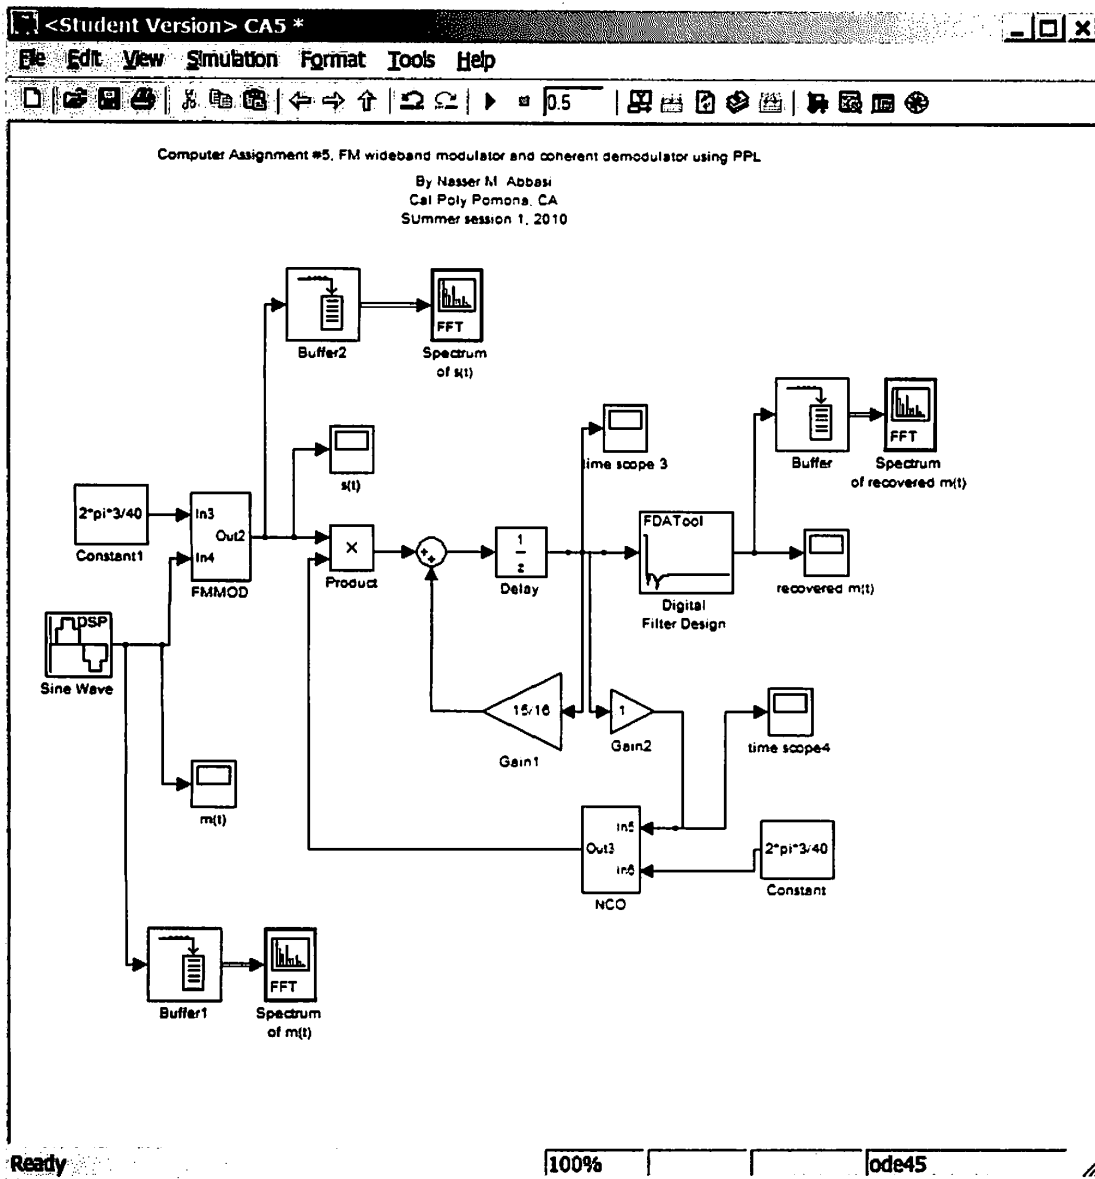 <Student Version> CA5 *
File Edit View Simulation Format Tools Help
0.5
Computer Assignment #5, FM wideband modulator and coherent demodulator using PPL
By Nasser M. Abbasi
Cal Poly Pomona, CA
Summer session 1, 2010
Buffer2
FFT
Spectrum
of s(t)
s(t)
time scope 3
Buffer
FFT
Spectrum
of recovered m(t)
2*pi*3/40
Constant1
In3
In4
Out2
FMMOD
×
Product
++
1
z
Delay
FDATool
Digital
Filter Design
recovered m(t)
DSP
Sine Wave
m(t)
15/16
Gain1
1
Gain2
time scope4
In5
Out3
In6
NCO
2*pi*3/40
Constant
Buffer1
FFT
Spectrum
of m(t)
Ready 100% ode45